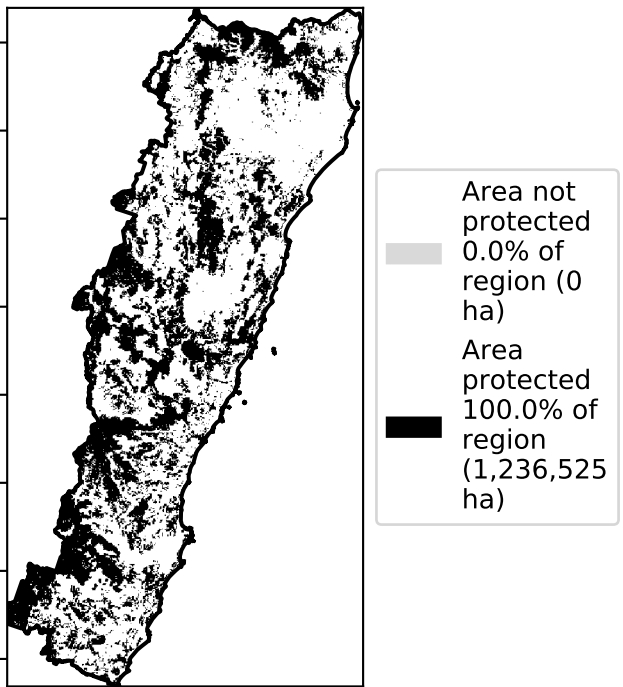 Area not
protected
0.0% of
region (0
ha)
Area
protected
100.0% of
region
(1,236,525
ha)